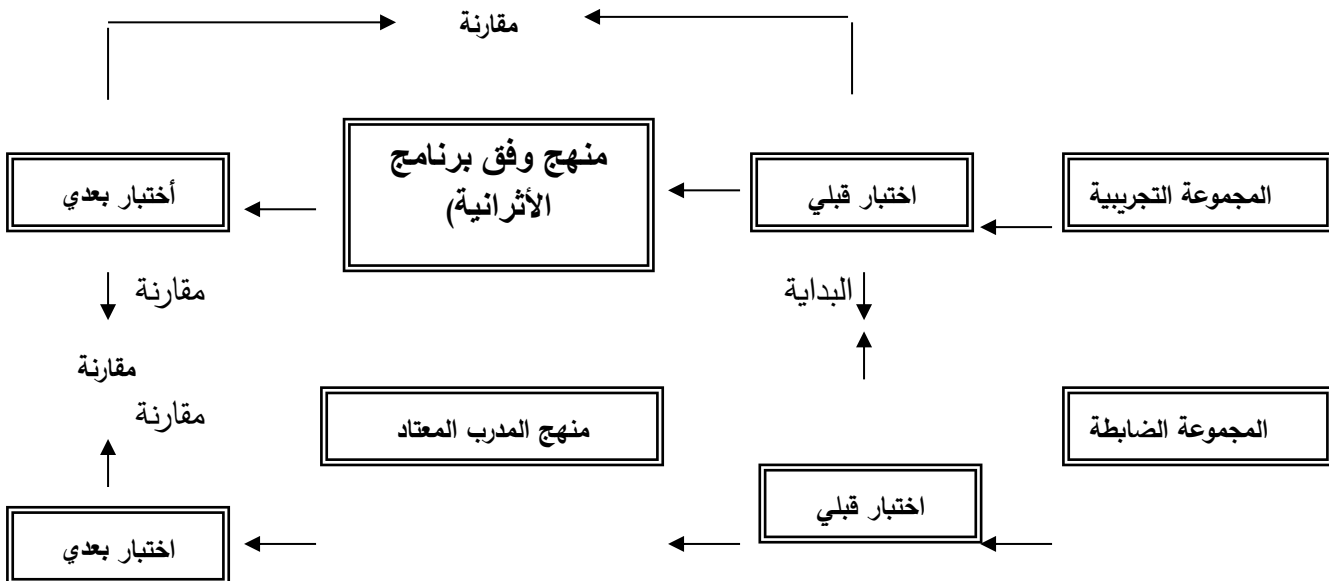 مقارنة
المجموعة التجريبية
اختبار قبلي
منهج وفق برنامج
الأثرانية)
أختبار بعدي
البداية
مقارنة
مقارنة
مقارنة
المجموعة الضابطة
اختبار قبلي
منهج المدرب المعتاد
اختبار بعدي